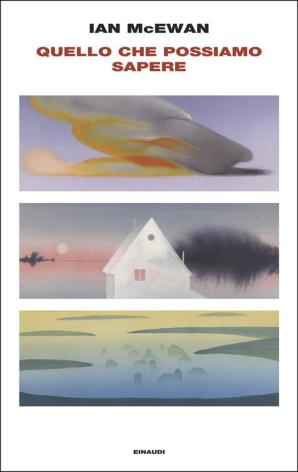 IAN McEWAN
QUELLO CHE POSSIAMO
SAPERE
EINAUDI